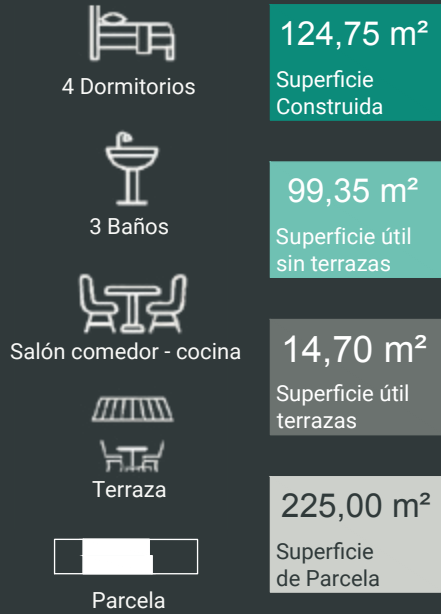 4 Dormitorios
3 Baños
Salón comedor - cocina
Terraza
Parcela
124,75 m²
Superficie
Construida
99,35 m²
Superficie útil
sin terrazas
14,70 m²
Superficie útil
terrazas
225,00 m²
Superficie
de Parcela